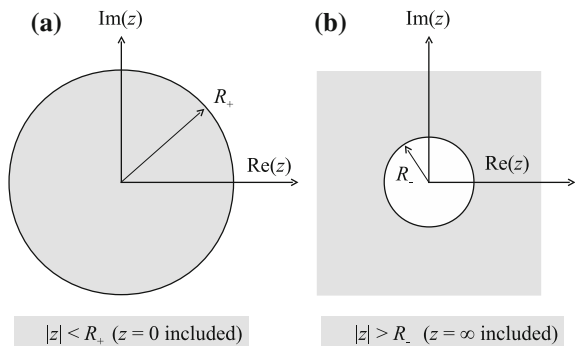 (a) Im(z)
R₊
Re(z)
|z| < R₊ (z = 0 included)
(b) Im(z)
Re(z)
R₋
|z| > R₋ (z = ∞ included)